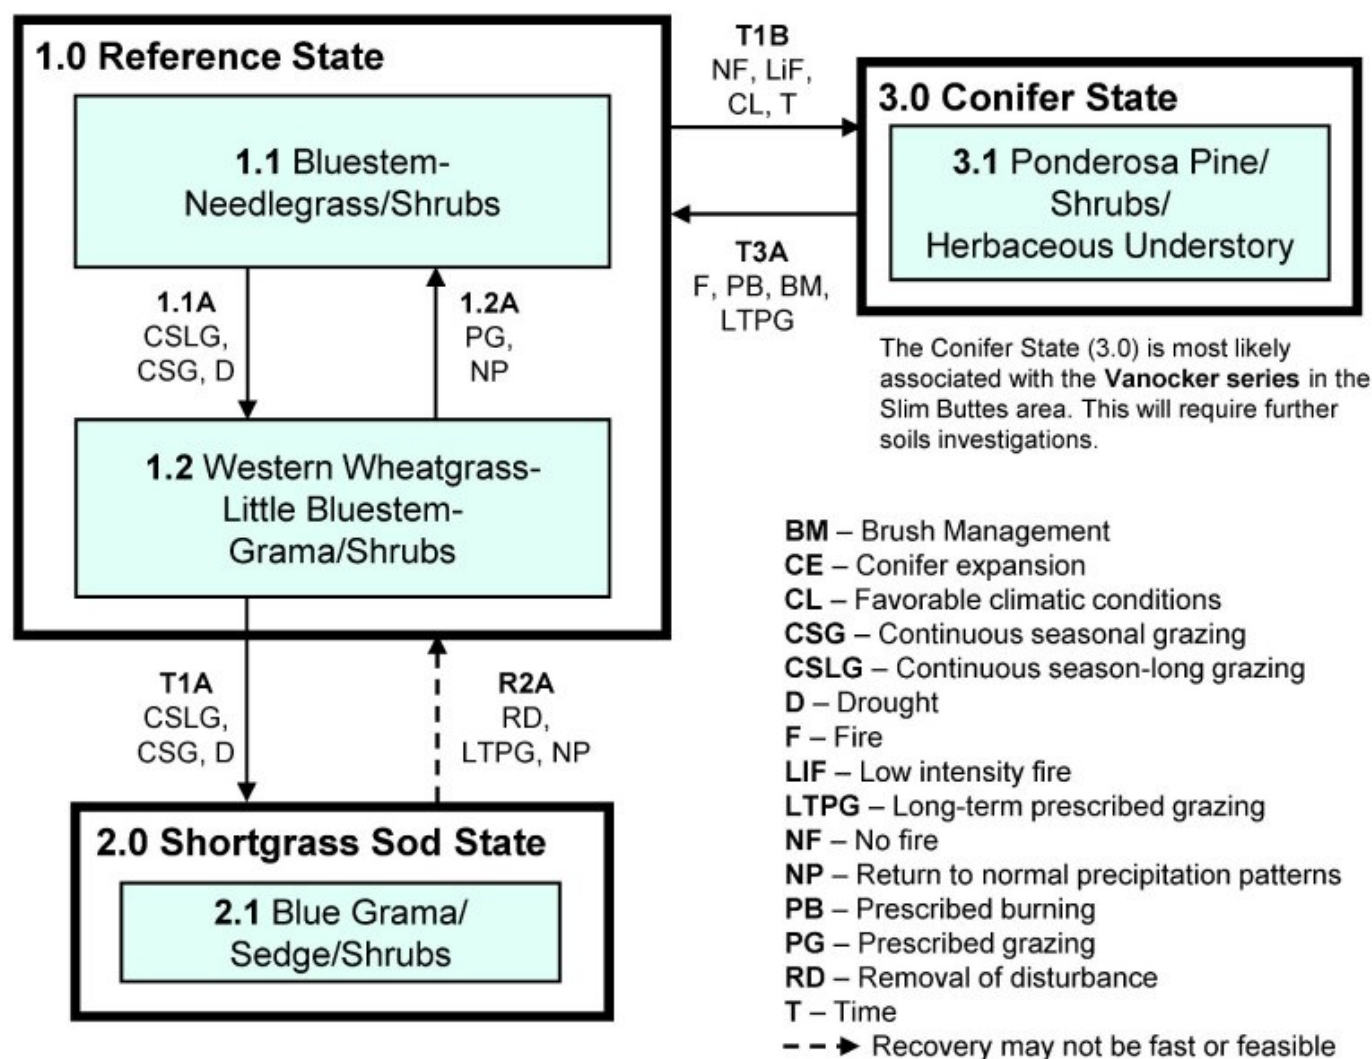 1.0 Reference State
1.1 Bluestem-
Needlegrass/Shrubs
1.1A
CSLG,
CSG, D
1.2A
PG,
NP
1.2 Western Wheatgrass-
Little Bluestem-
Grama/Shrubs
T1B
NF, LiF,
CL, T
T3A
F, PB, BM,
LTPG
3.0 Conifer State
3.1 Ponderosa Pine/
Shrubs/
Herbaceous Understory
The Conifer State (3.0) is most likely
associated with the Vanocker series in the
Slim Buttes area. This will require further
soils investigations.
T1A
CSLG,
CSG, D
R2A
RD,
LTPG, NP
2.0 Shortgrass Sod State
2.1 Blue Grama/
Sedge/Shrubs
BM – Brush Management
CE – Conifer expansion
CL – Favorable climatic conditions
CSG – Continuous seasonal grazing
CSLG – Continuous season-long grazing
D – Drought
F – Fire
LIF – Low intensity fire
LTPG – Long-term prescribed grazing
NF – No fire
NP – Return to normal precipitation patterns
PB – Prescribed burning
PG – Prescribed grazing
RD – Removal of disturbance
T – Time
Recovery may not be fast or feasible